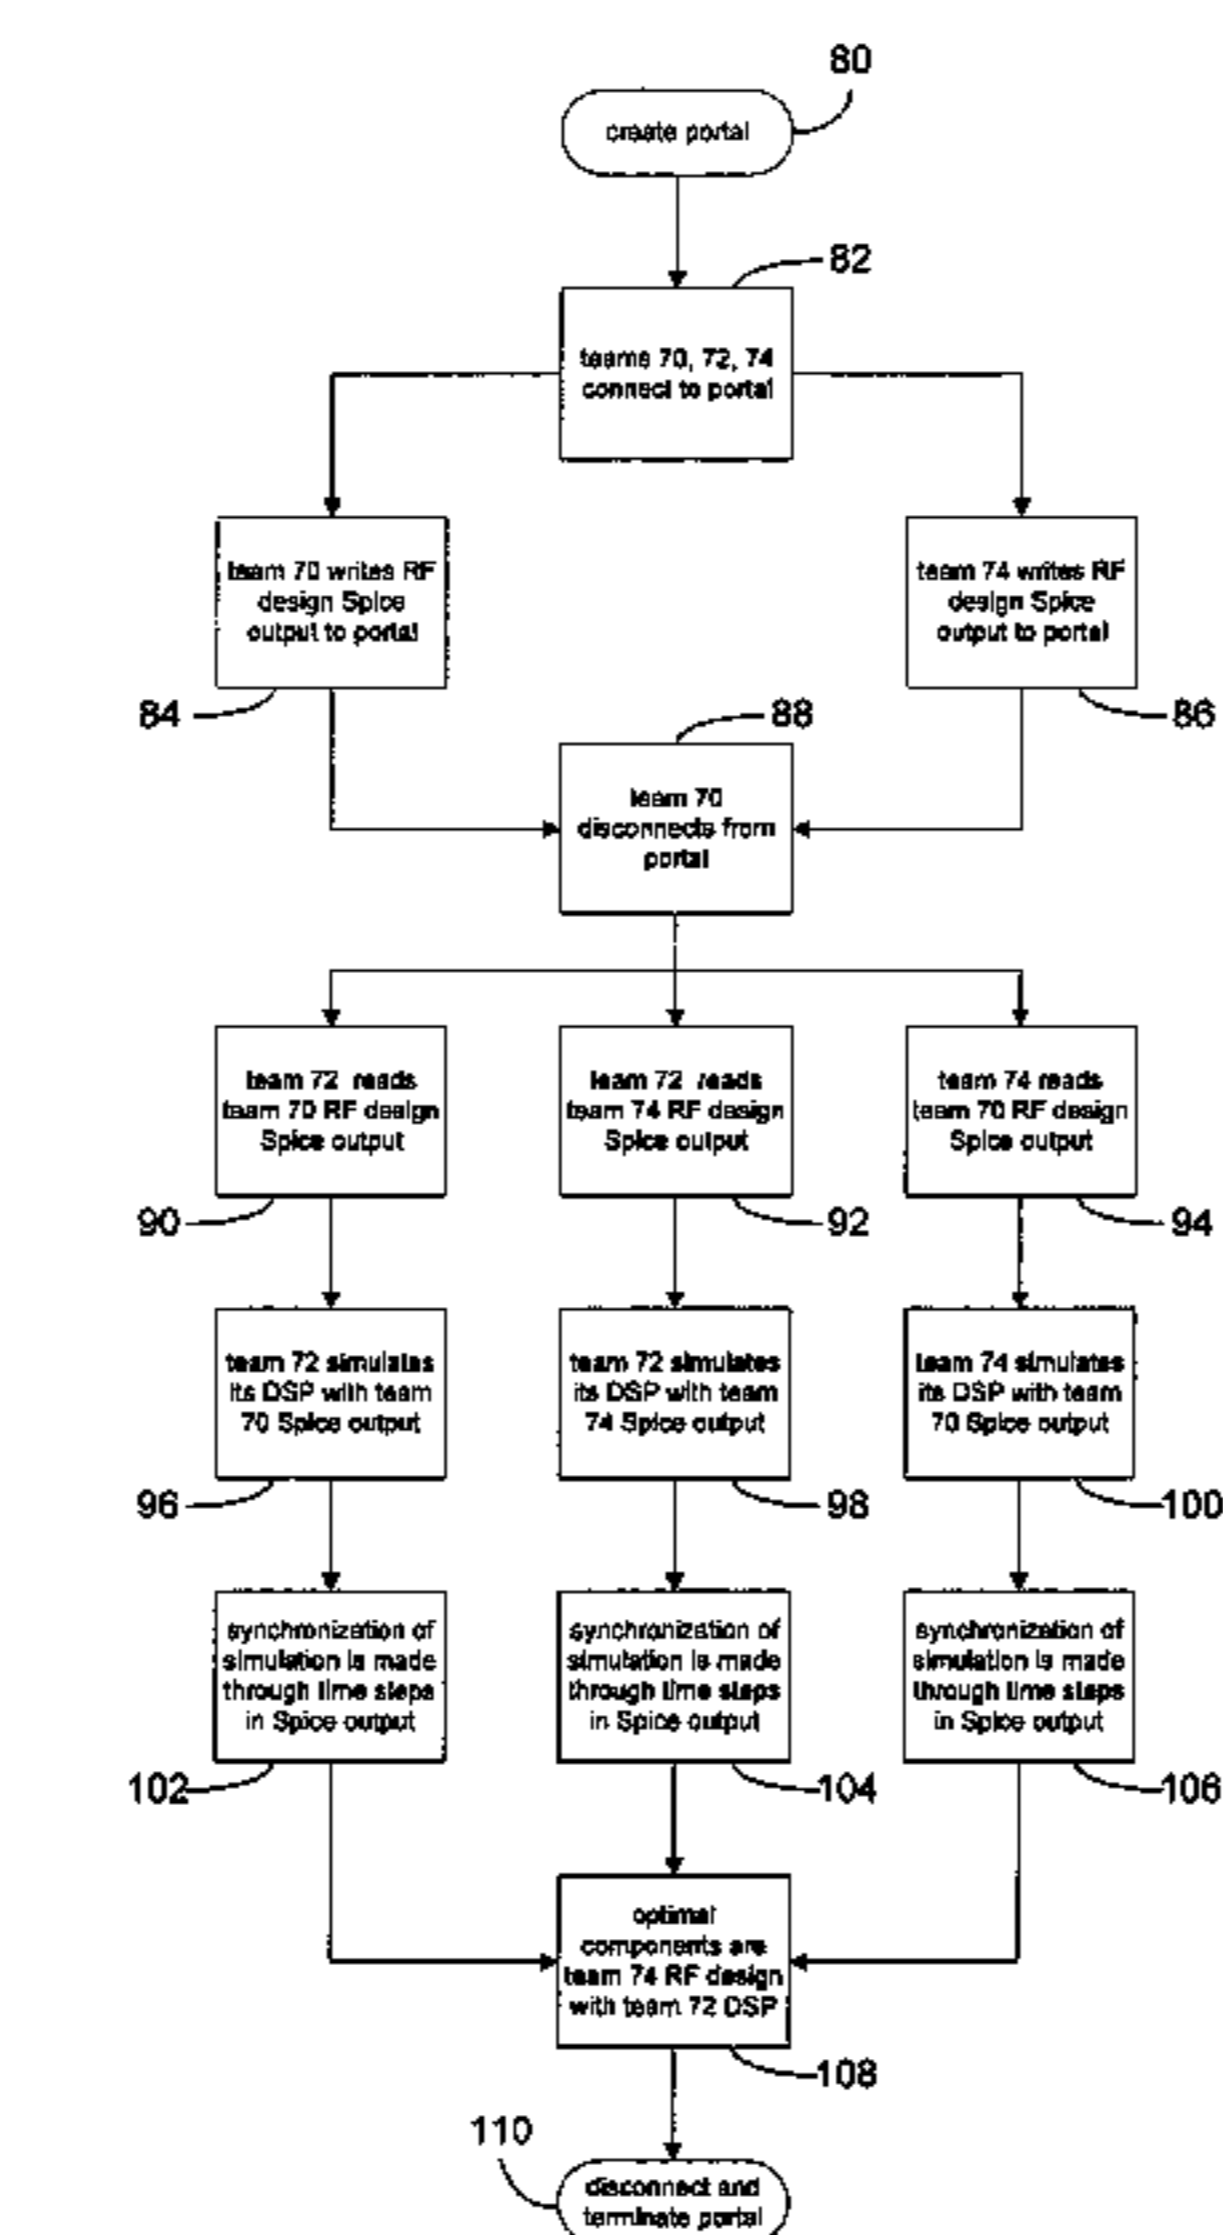 80
create portal
82
teams 70, 72, 74
connect to portal
team 70 writes RF
design Spice
output to portal
team 74 writes RF
design Spice
output to portal
84
88
86
team 70
disconnects from
portal
team 72 reads
team 70 RF design
Spice output
team 72 reads
team 74 RF design
Spice output
team 74 reads
team 70 RF design
Spice output
90
92
94
team 72 simulates
its DSP with team
70 Spice output
team 72 simulates
its DSP with team
74 Spice output
team 74 simulates
its DSP with team
70 Spice output
96
98
100
synchronization of
simulation is made
through time steps
in Spice output
synchronization of
simulation is made
through time steps
in Spice output
synchronization of
simulation is made
through time steps
in Spice output
102
104
106
optimal
components are
team 74 RF design
with team 72 DSP
108
110
disconnect and
terminate portal